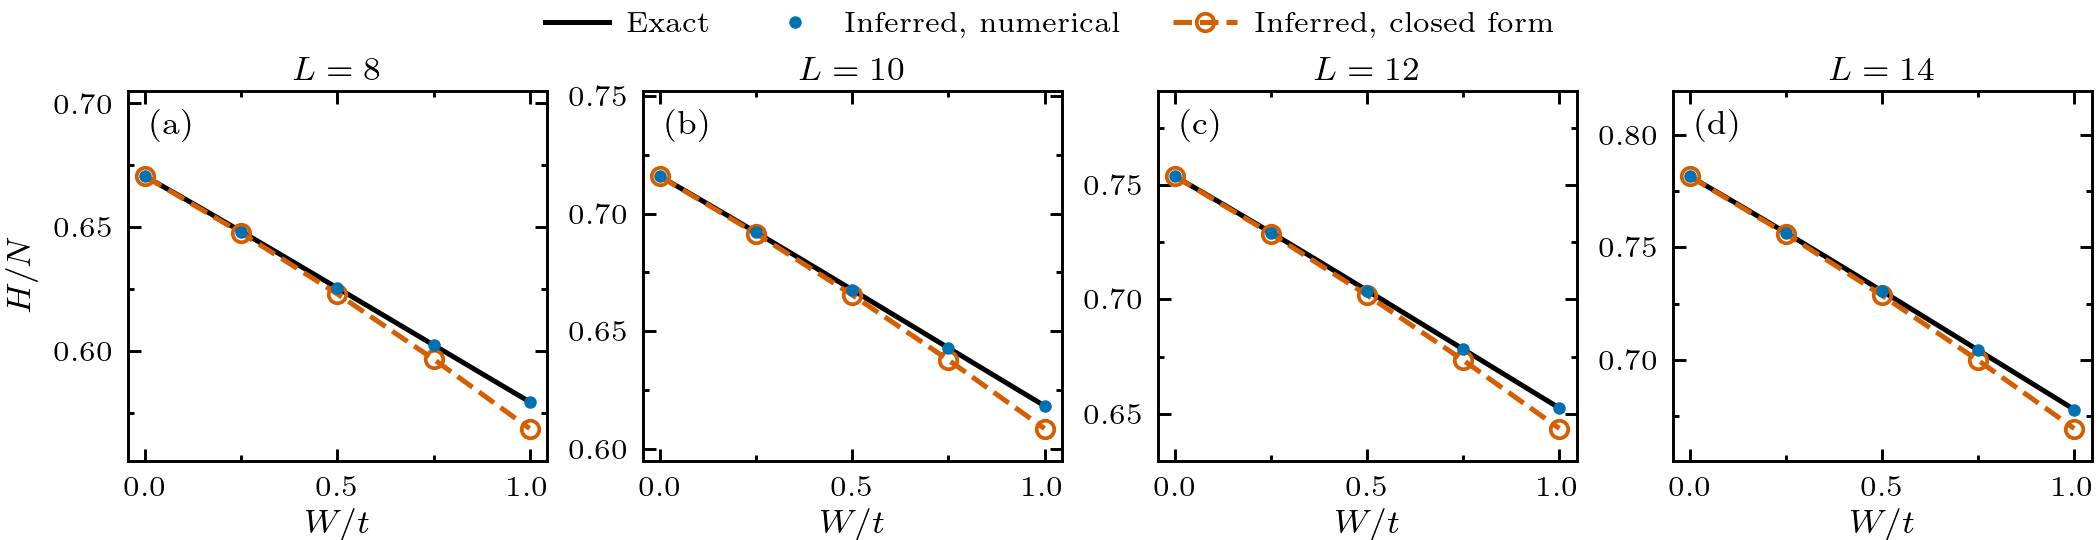 Exact Inferred, numerical Inferred, closed form
L = 8 L = 10 L = 12 L = 14
(a) (b) (c) (d)
H/N
0.70
0.65
0.60
0.0 0.5 1.0
W/t
0.75
0.70
0.65
0.60
0.0 0.5 1.0
W/t
0.75
0.70
0.65
0.0 0.5 1.0
W/t
0.80
0.75
0.70
0.0 0.5 1.0
W/t